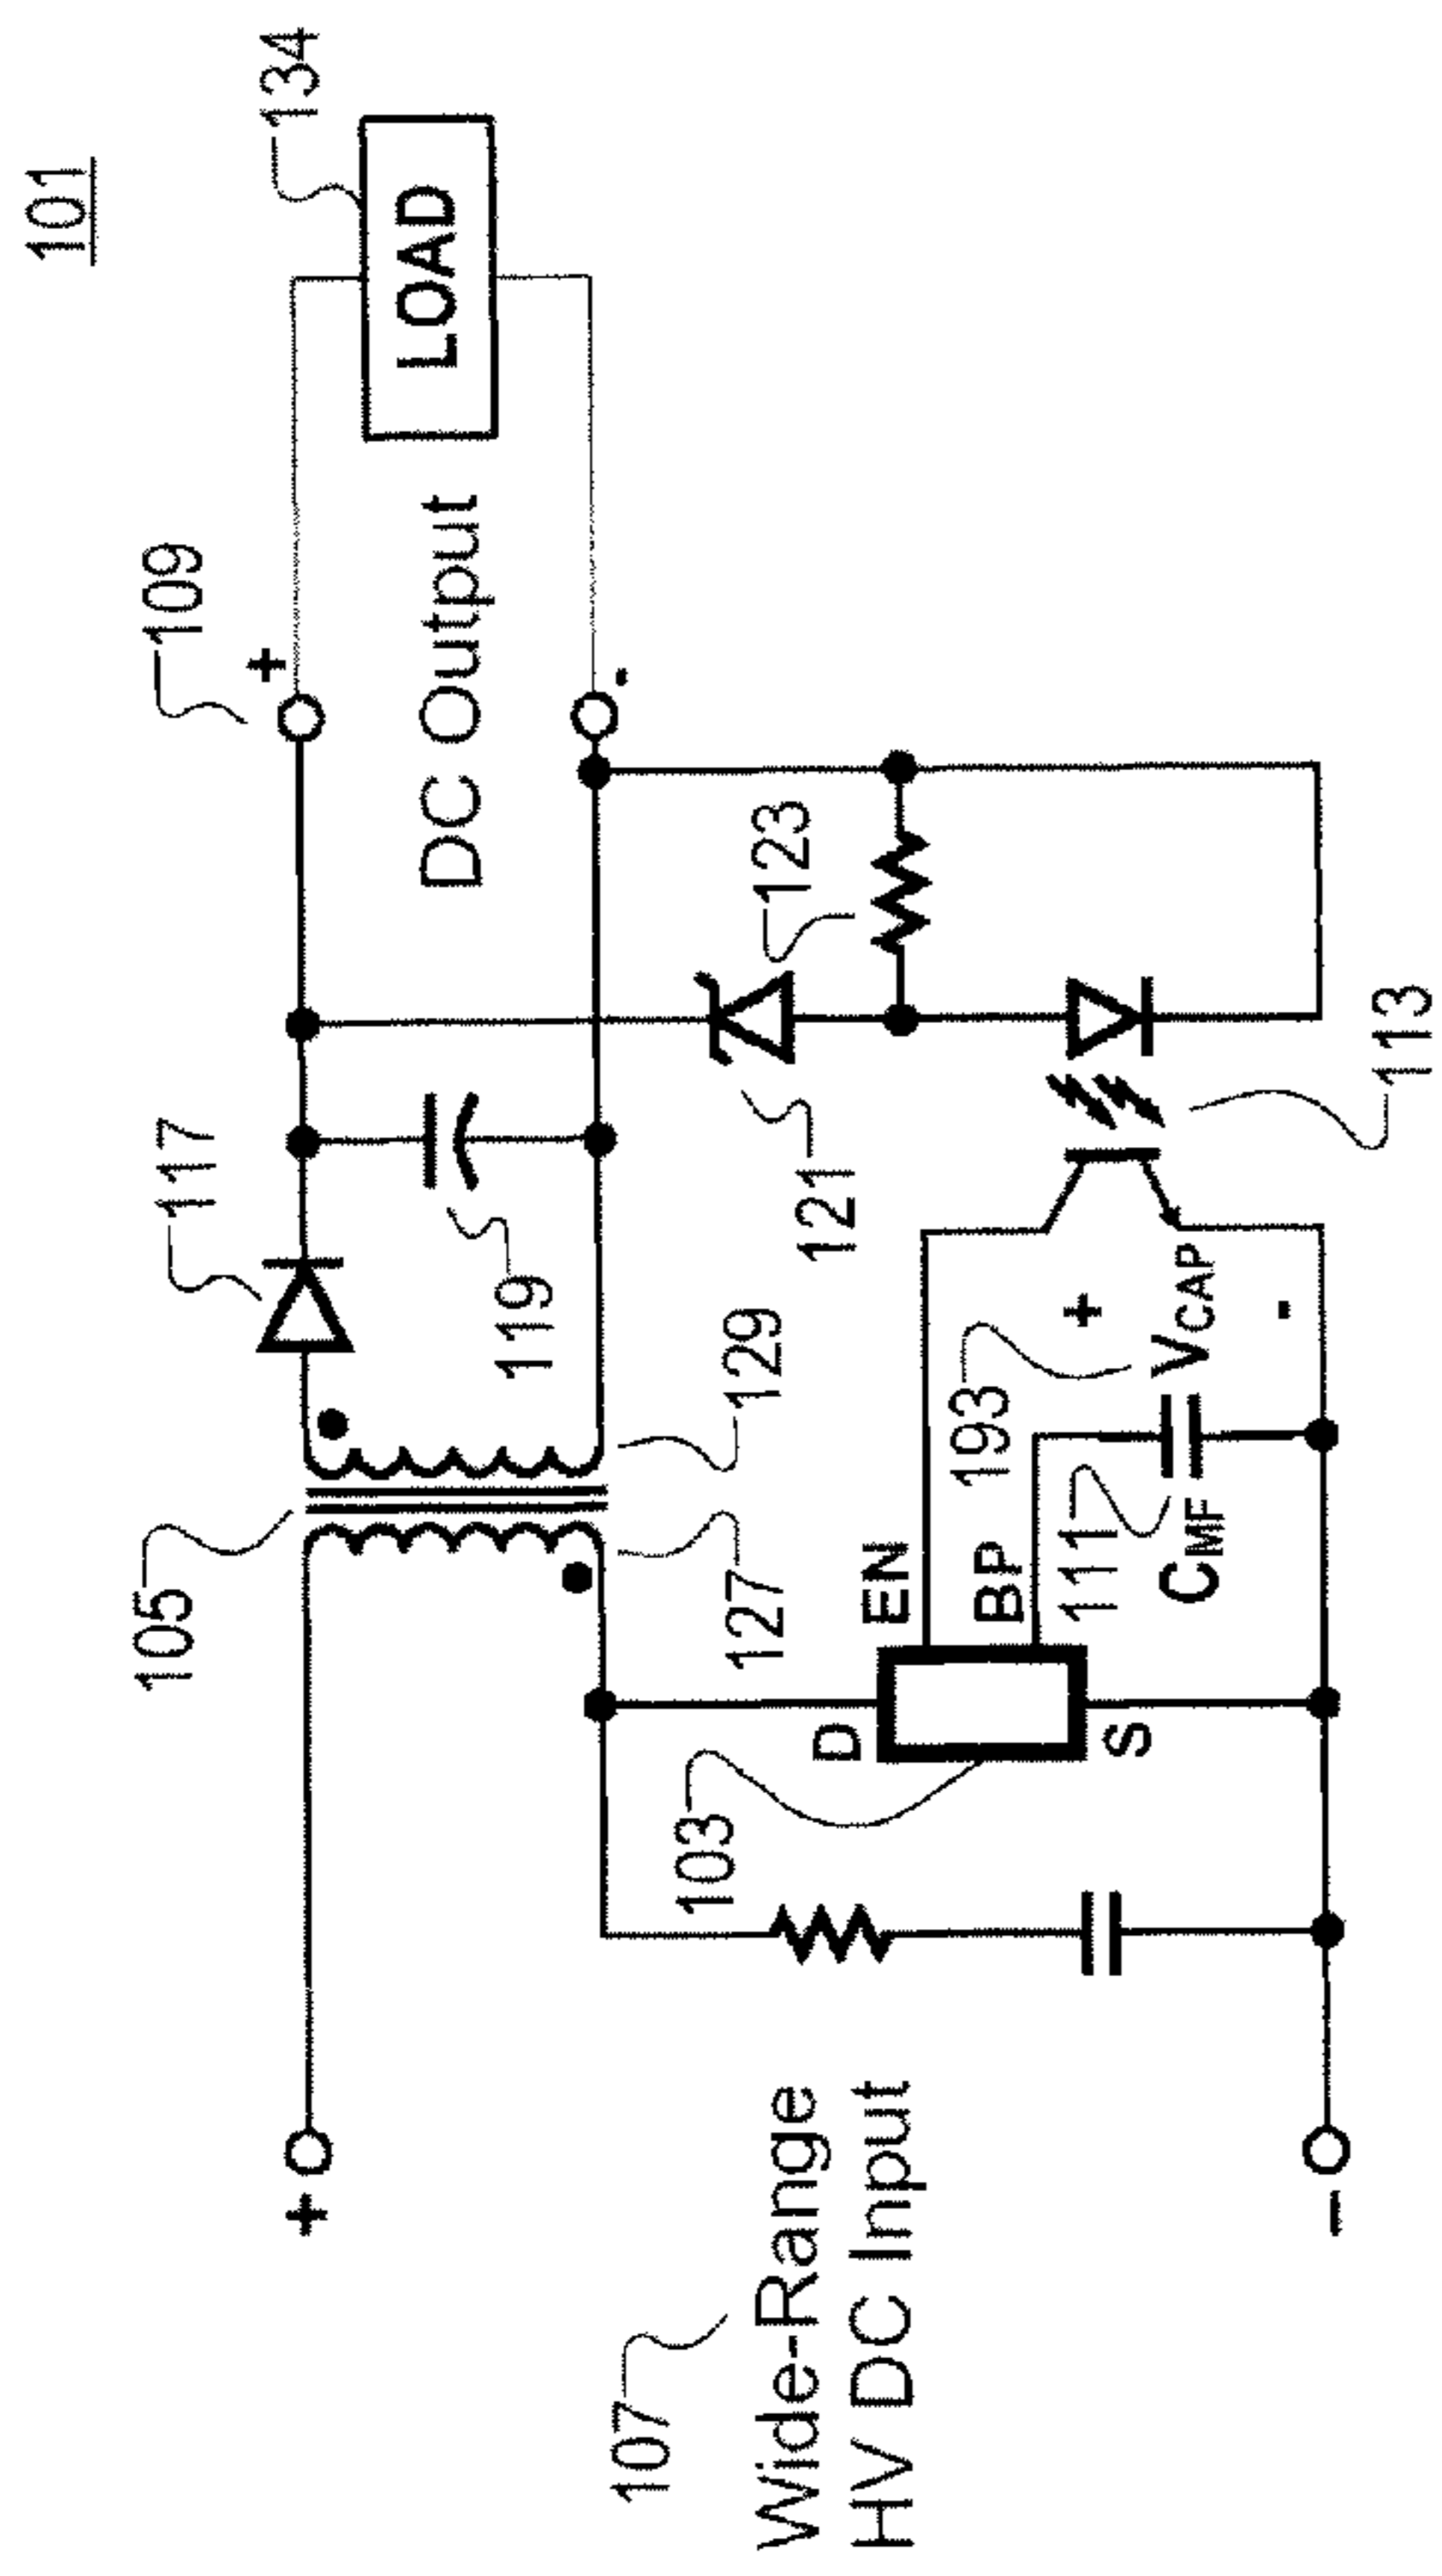 101
134
LOAD
109
+
-
DC Output
117
119
105
129
127
121
123
113
+
107
Wide-Range
HV DC Input
–
103
D
S
EN
BP
111
CMF
193
+
VCAP
-